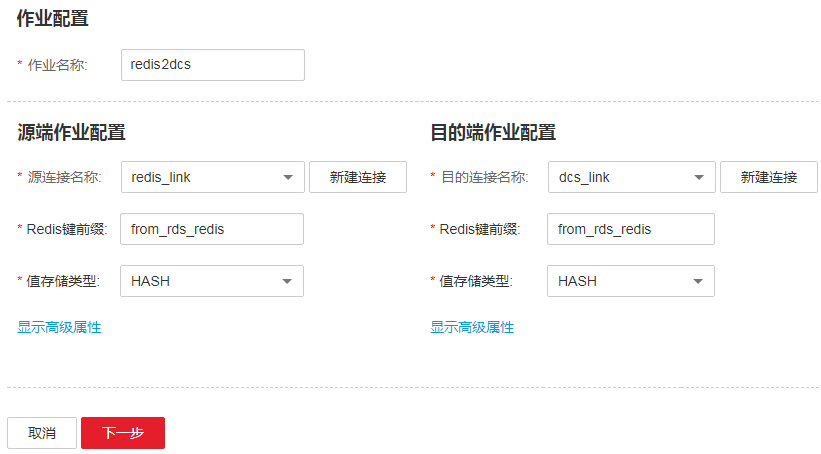 作业配置
* 作业名称: redis2dcs
源端作业配置 目的端作业配置
* 源连接名称: redis_link 新建连接 * 目的连接名称: dcs_link 新建连接
* Redis键前缀: from_rds_redis * Redis键前缀: from_rds_redis
* 值存储类型: HASH * 值存储类型: HASH
显示高级属性 显示高级属性
取消 下一步